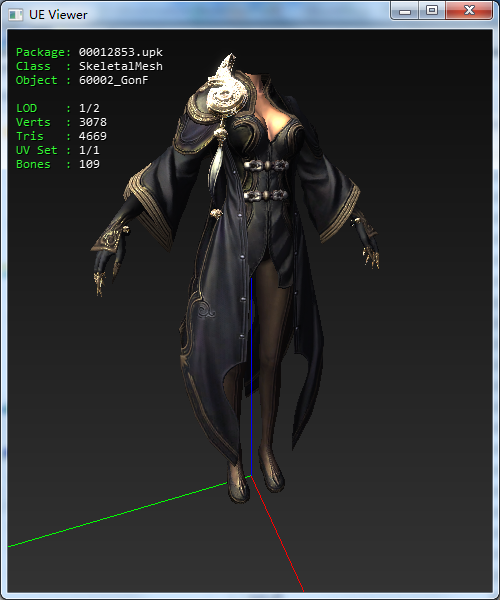 UE Viewer
Package: 00012853.upk
Class : SkeletalMesh
Object : 60002_GonF
LOD : 1/2
Verts : 3078
Tris : 4669
UV Set : 1/1
Bones : 109